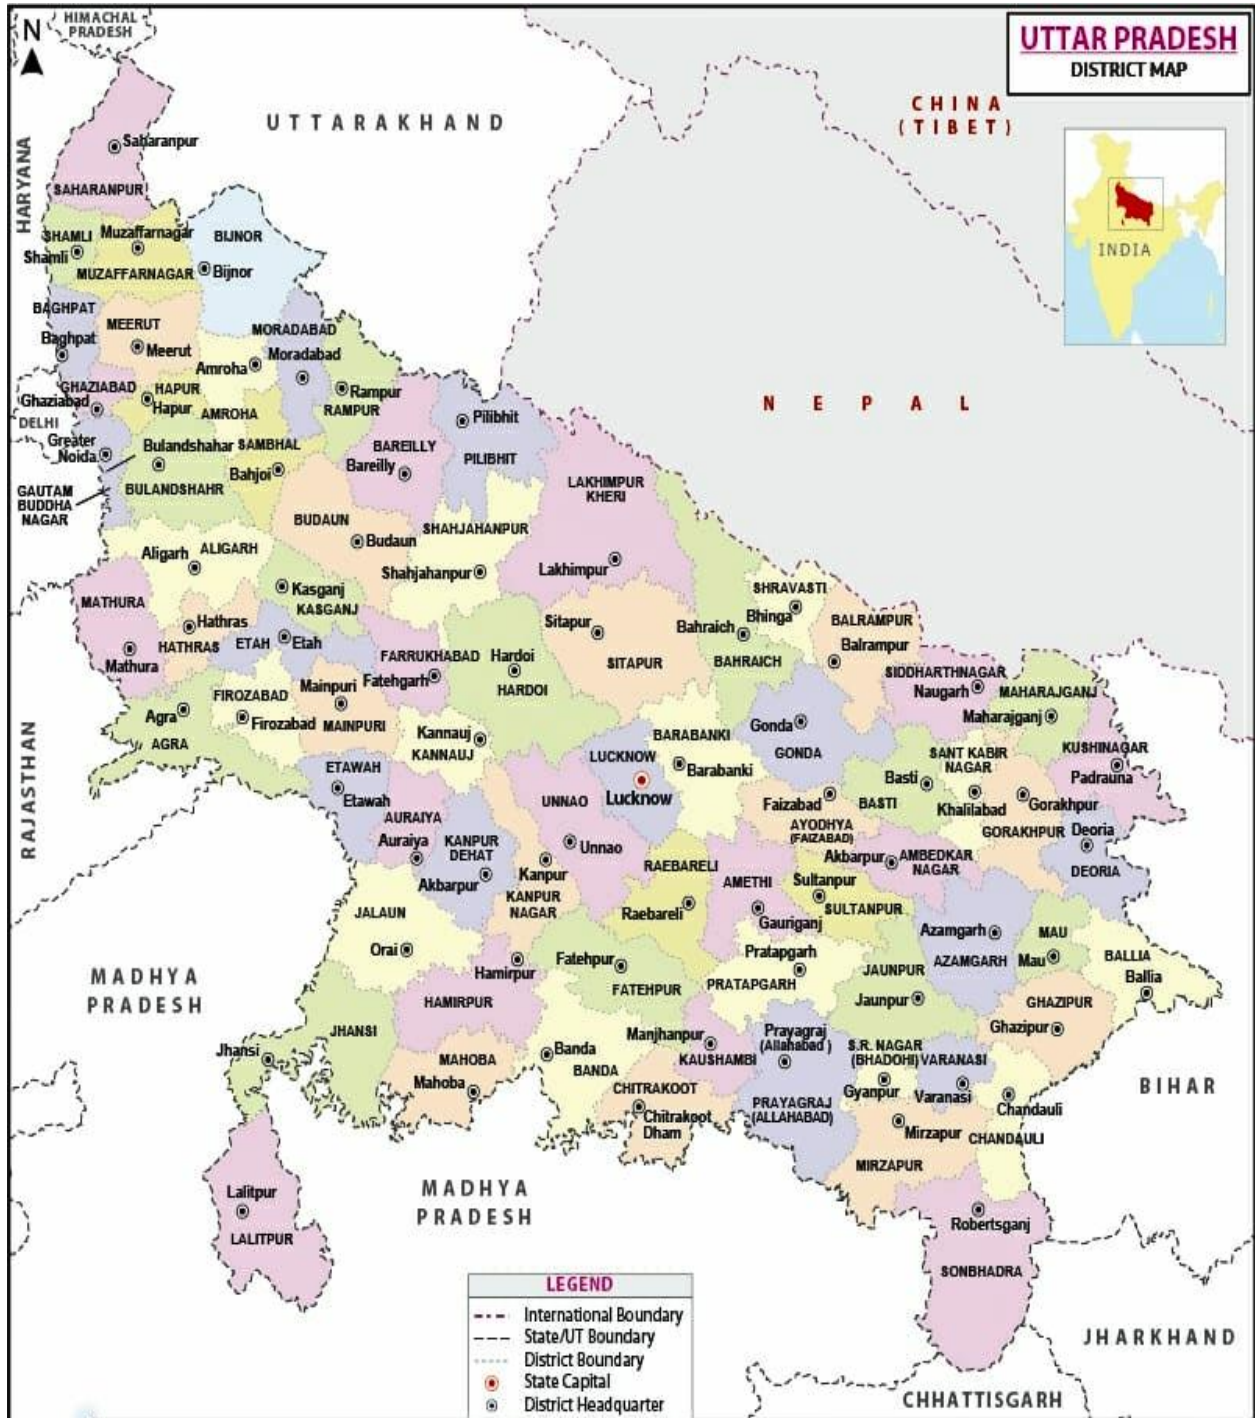 HIMACHAL
PRADESH
N
UTTAR PRADESH
DISTRICT MAP
UTTARAKHAND
CHINA
(TIBET)
HARYANA
Saharanpur
SAHARANPUR
INDIA
SHAMLI
Shamli
Muzaffarnagar
MUZAFFARNAGAR
BIJNOR
Bijnor
BAGHPAT
Baghpat
MEERUT
Meerut
MORADABAD
Moradabad
Amroha
AMROHA
GHAZIABAD
Ghaziabad
HAPUR
Hapur
Rampur
RAMPUR
DELHI
NEPAL
Greater
Noida
GAUTAM
BUDDHA
NAGAR
Bulandshahar
BULANDSHAHR
SAMBHAL
Bahjoi
BAREILLY
Bareilly
Pilibhit
PILIBHIT
LAKHIMPUR
KHERI
Lakhimpur
BUDAUN
Budaun
SHAHJAHANPUR
Shahjahanpur
Aligarh
ALIGARH
Kasganj
KASGANJ
MATHURA
Mathura
Hathras
HATHRAS
ETAH
Etah
FARRUKHABAD
Fatehgarh
Hardoi
HARDOI
Sitapur
SITAPUR
Bahraich
BAHRAICH
SHRAVASTI
Bhinga
BALRAMPUR
Balrampur
SIDDHARTHNAGAR
Naugarh
MAHARAJGANJ
Maharajganj
KUSHINAGAR
Padrauna
RAJASTHAN
Agra
AGRA
FIROZABAD
Firozabad
Mainpuri
MAINPURI
Kannauj
KANNAUJ
ETAWAH
Etawah
AURAIYA
Auraiya
KANPUR
DEHAT
Akbarpur
Kanpur
KANPUR
NAGAR
UNNAO
Unnao
LUCKNOW
Lucknow
BARABANKI
Barabanki
Gonda
GONDA
Faizabad
AYODHYA
(FAIZABAD)
Basti
BASTI
SANT KABIR
NAGAR
Khalilabad
Gorakhpur
GORAKHPUR
Deoria
DEORIA
Akbarpur
AMBEDKAR
NAGAR
RAEBARELI
Raebareli
AMETHI
Gauriganj
Sultanpur
SULTANPUR
Azamgarh
AZAMGARH
MAU
Mau
BALLIA
Ballia
JALAUN
Orai
Hamirpur
HAMIRPUR
Fatehpur
FATEHPUR
Pratapgarh
PRATAPGARH
JAUNPUR
Jaunpur
GHAZIPUR
Ghazipur
MADHYA
PRADESH
JHANSI
Jhansi
MAHOBA
Mahoba
Banda
BANDA
Manjhanpur
KAUSHAMBI
CHITRAKOOT
Chitrakoot
Dham
Prayagraj
(Allahabad )
PRAYAGRAJ
(ALLAHABAD)
S.R. NAGAR
(BHADOHI)
Gyanpur
VARANASI
Varanasi
Chandauli
CHANDAULI
Mirzapur
MIRZAPUR
BIHAR
Lalitpur
LALITPUR
MADHYA
PRADESH
Robertsganj
SONBHADRA
JHARKHAND
CHHATTISGARH
LEGEND
International Boundary
State/UT Boundary
District Boundary
State Capital
District Headquarter